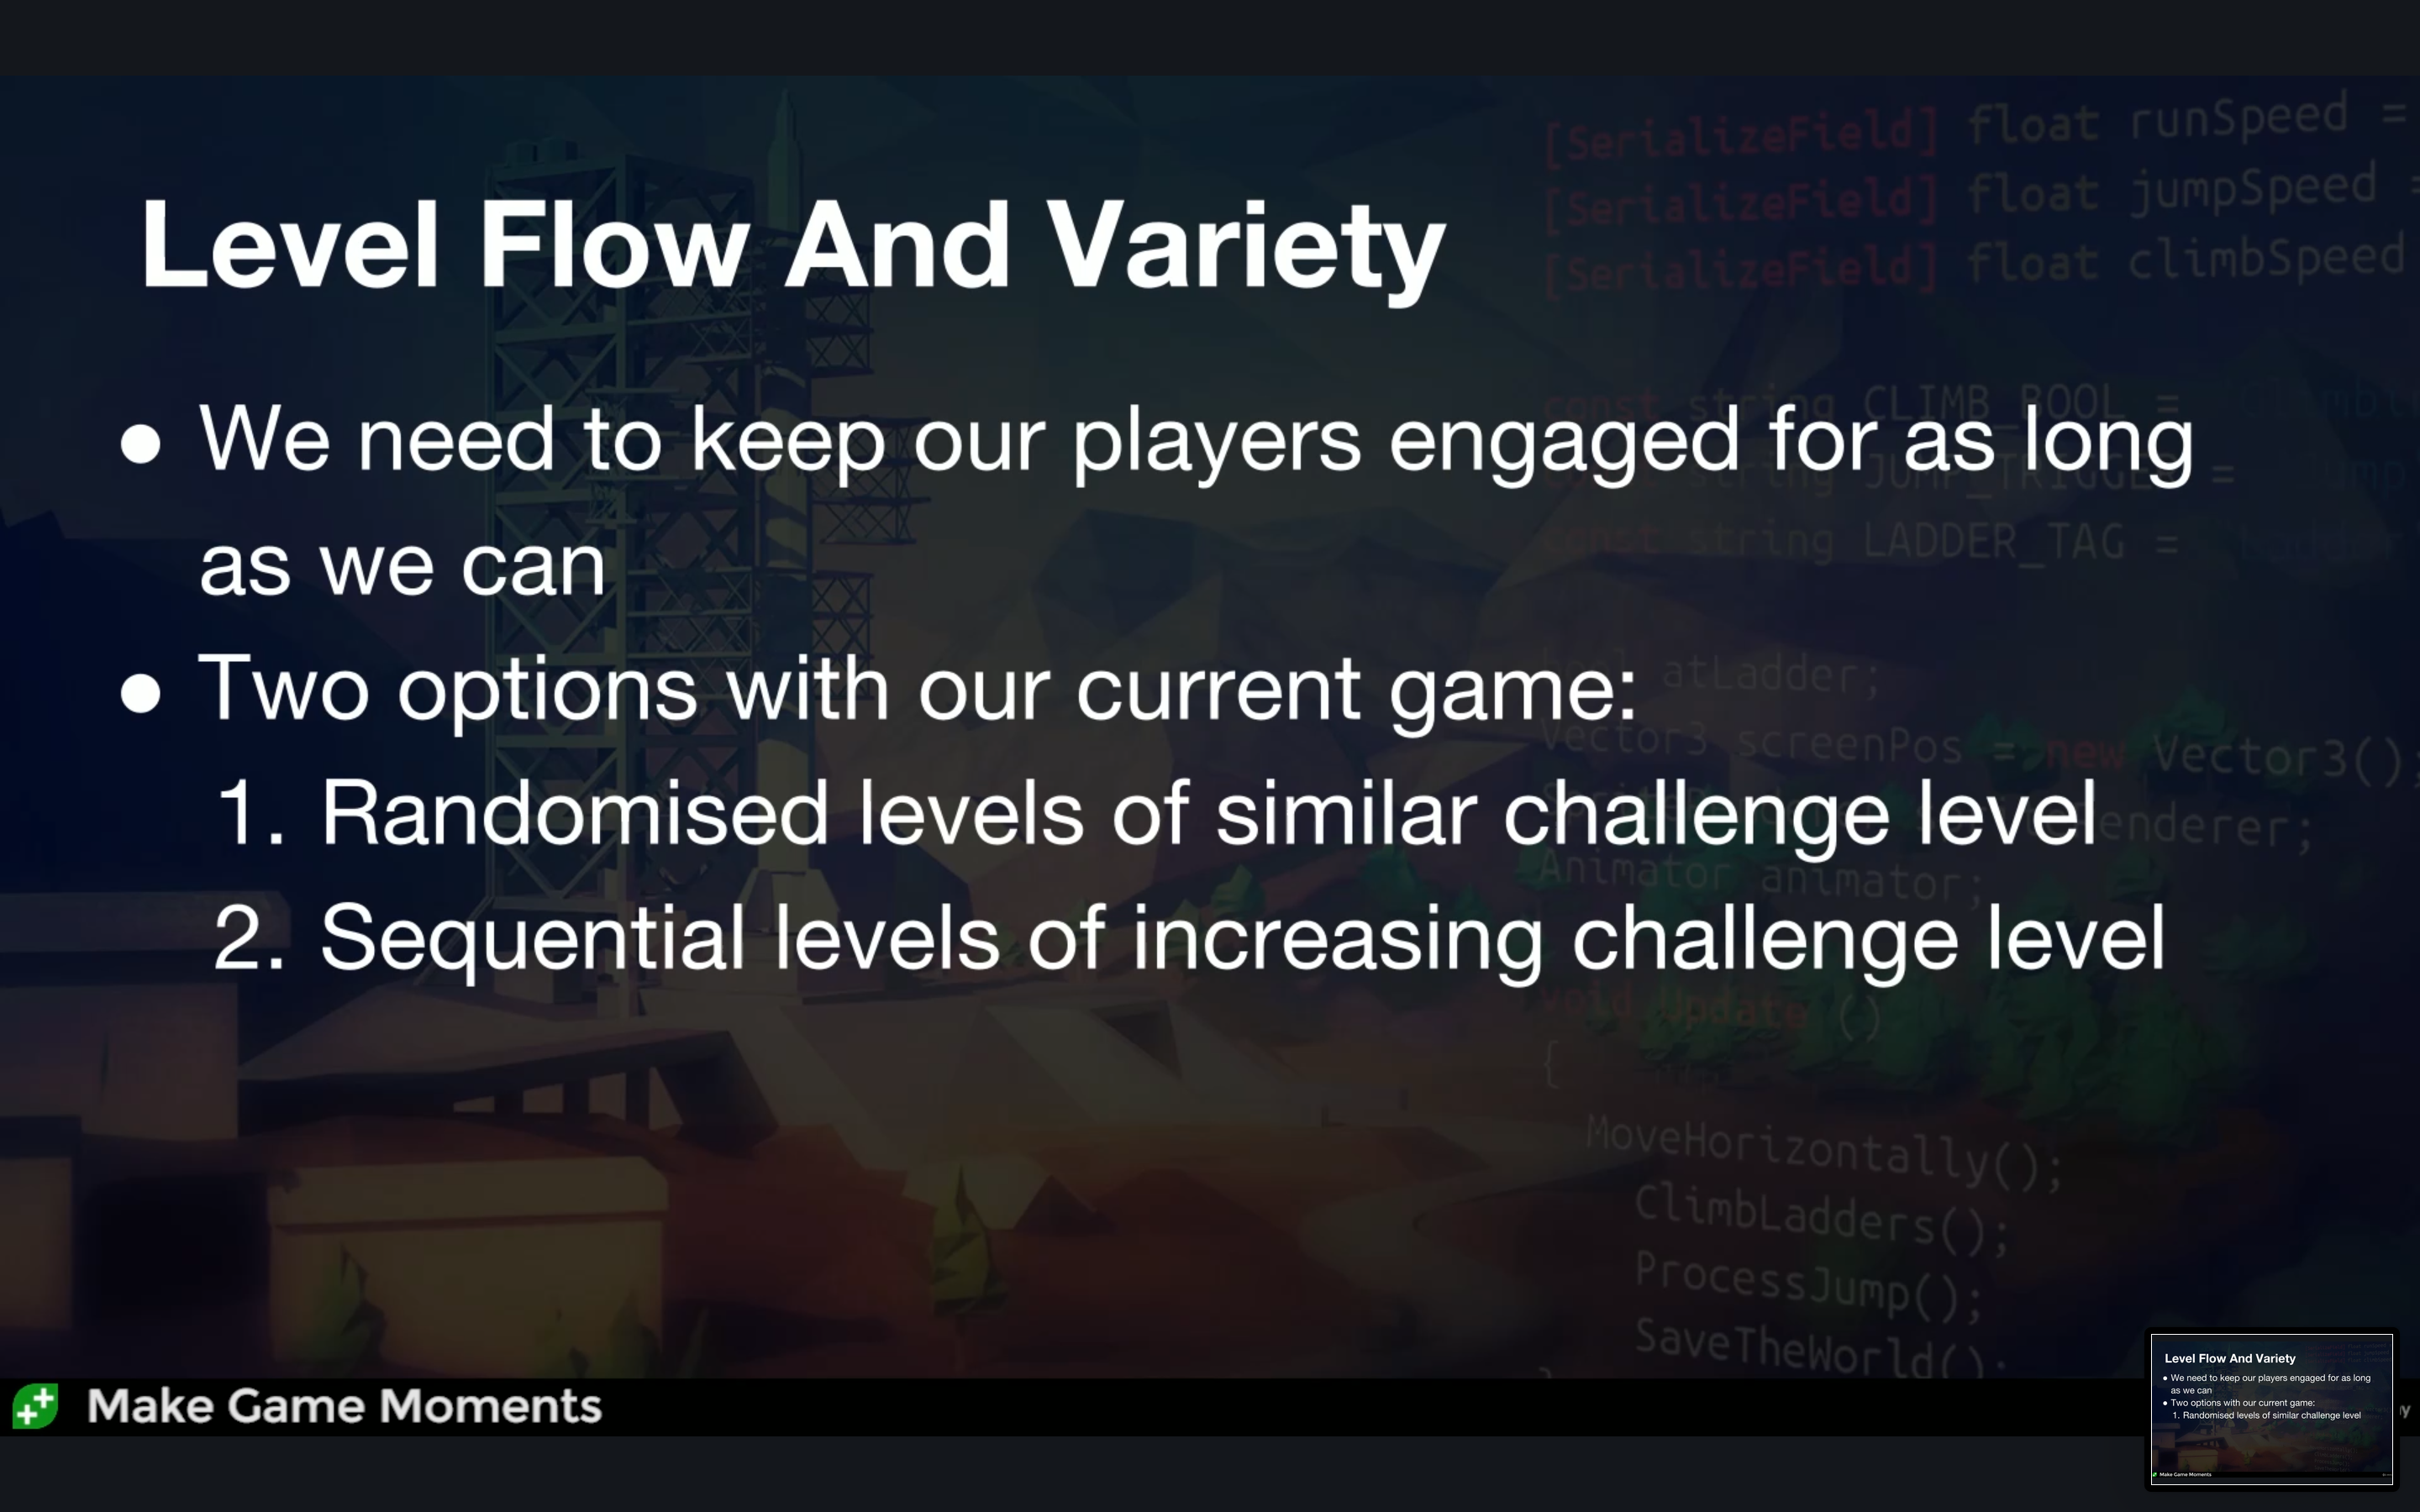 [SerializeField] float runSpeed =
[SerializeField] float jumpSpeed =
[SerializeField] float climbSpeed
Level Flow And Variety
● We need to keep our players engaged for as long
as we can
● Two options with our current game:
1. Randomised levels of similar challenge level
2. Sequential levels of increasing challenge level
const string CLIMB_BOOL =
string JUMP_TRIGGE =
const string LADDER_TAG =
atLadder;
Vector3 screenPos = new Vector3();
enderer;
Animator animator;
void Update ()
{
MoveHorizontally();
ClimbLadders();
ProcessJump();
SaveTheWorld();
Make Game Moments
Level Flow And Variety
● We need to keep our players engaged for as long
as we can
● Two options with our current game:
1. Randomised levels of similar challenge level
Make Game Moments